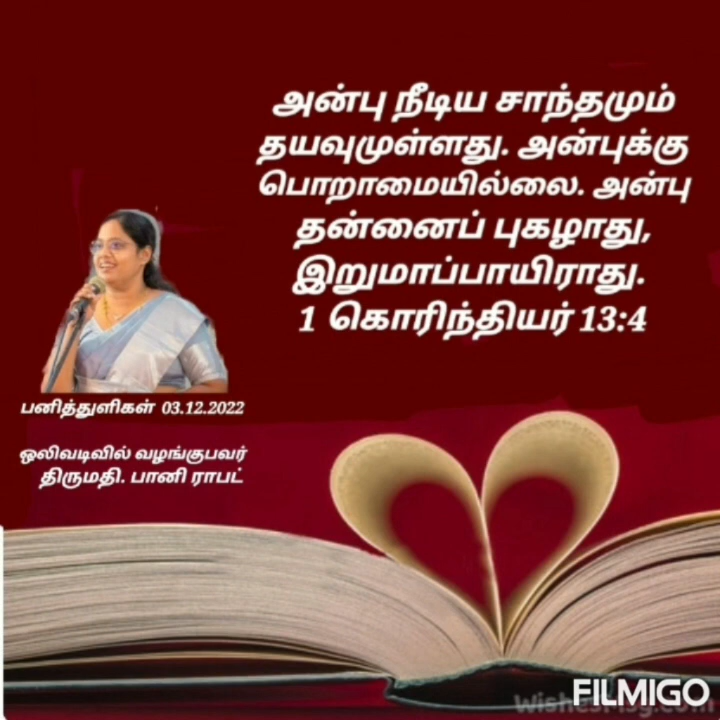 அன்பு நீடிய சாந்தமும்
தயவுமுள்ளது. அன்புக்கு
பொறாமையில்லை. அன்பு
தன்னைப் புகழாது,
இறுமாப்பாயிராது.
1 கொரிந்தியர் 13:4
பனித்துளிகள் 03.12.2022
ஒலிவடிவில் வழங்குபவர்
திருமதி. பானி ராபட்
FILMIGO